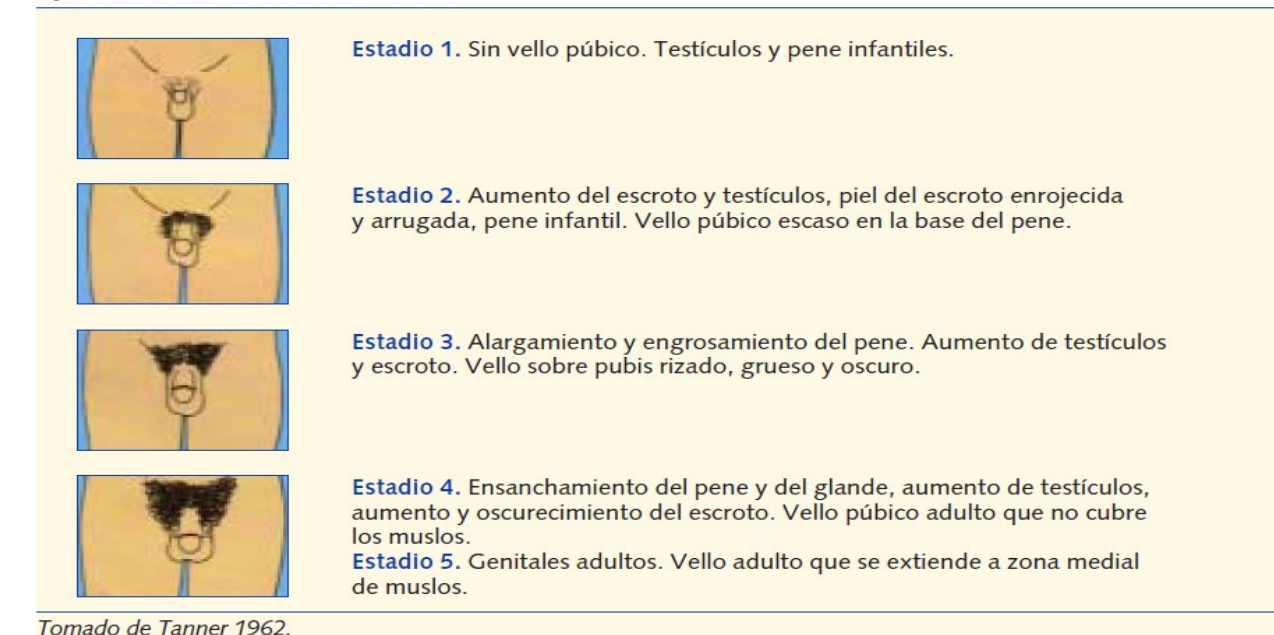 Estadio 1. Sin vello púbico. Testículos y pene infantiles.
Estadio 2. Aumento del escroto y testículos, piel del escroto enrojecida
y arrugada, pene infantil. Vello púbico escaso en la base del pene.
Estadio 3. Alargamiento y engrosamiento del pene. Aumento de testículos
y escroto. Vello sobre pubis rizado, grueso y oscuro.
Estadio 4. Ensanchamiento del pene y del glande, aumento de testículos,
aumento y oscurecimiento del escroto. Vello púbico adulto que no cubre
los muslos.
Estadio 5. Genitales adultos. Vello adulto que se extiende a zona medial
de muslos.
Tomado de Tanner 1962.